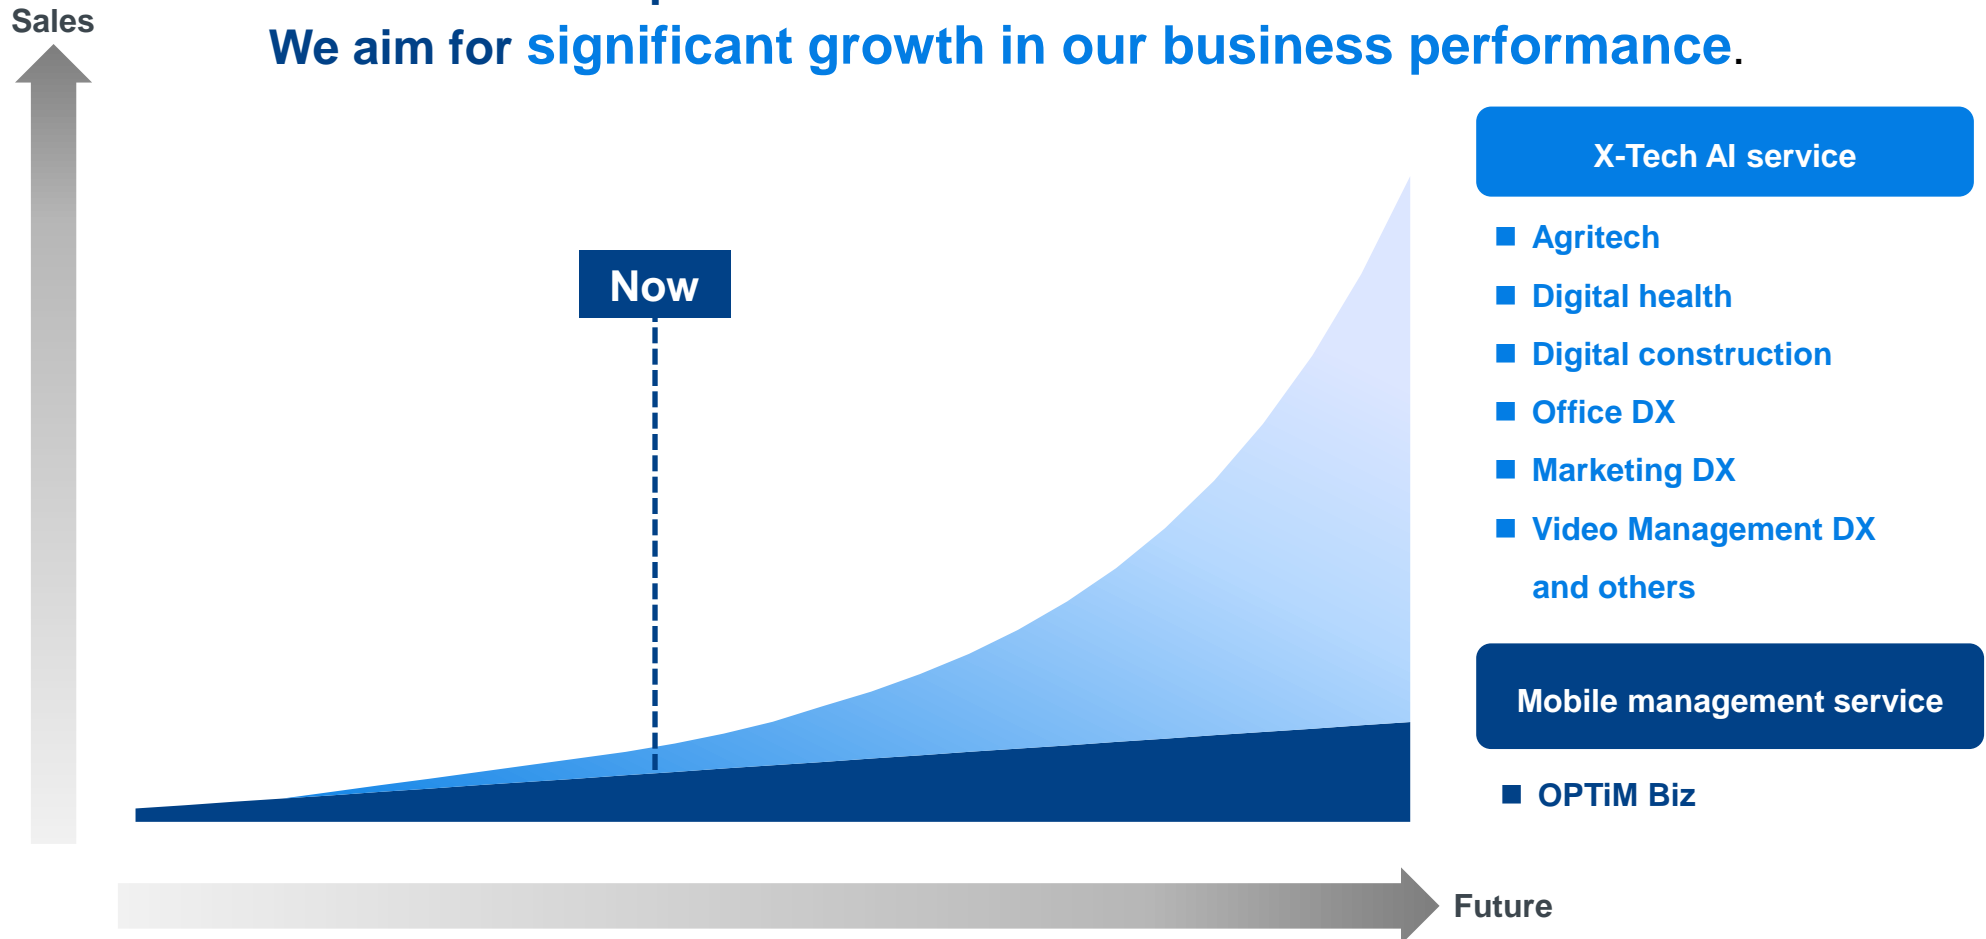 Sales
We aim for significant growth in our business performance.
X-Tech AI service
Agritech
Now
Digital health
Digital construction
Office DX
Marketing DX
Video Management DX
and others
Mobile management service
OPTiM Biz
Future